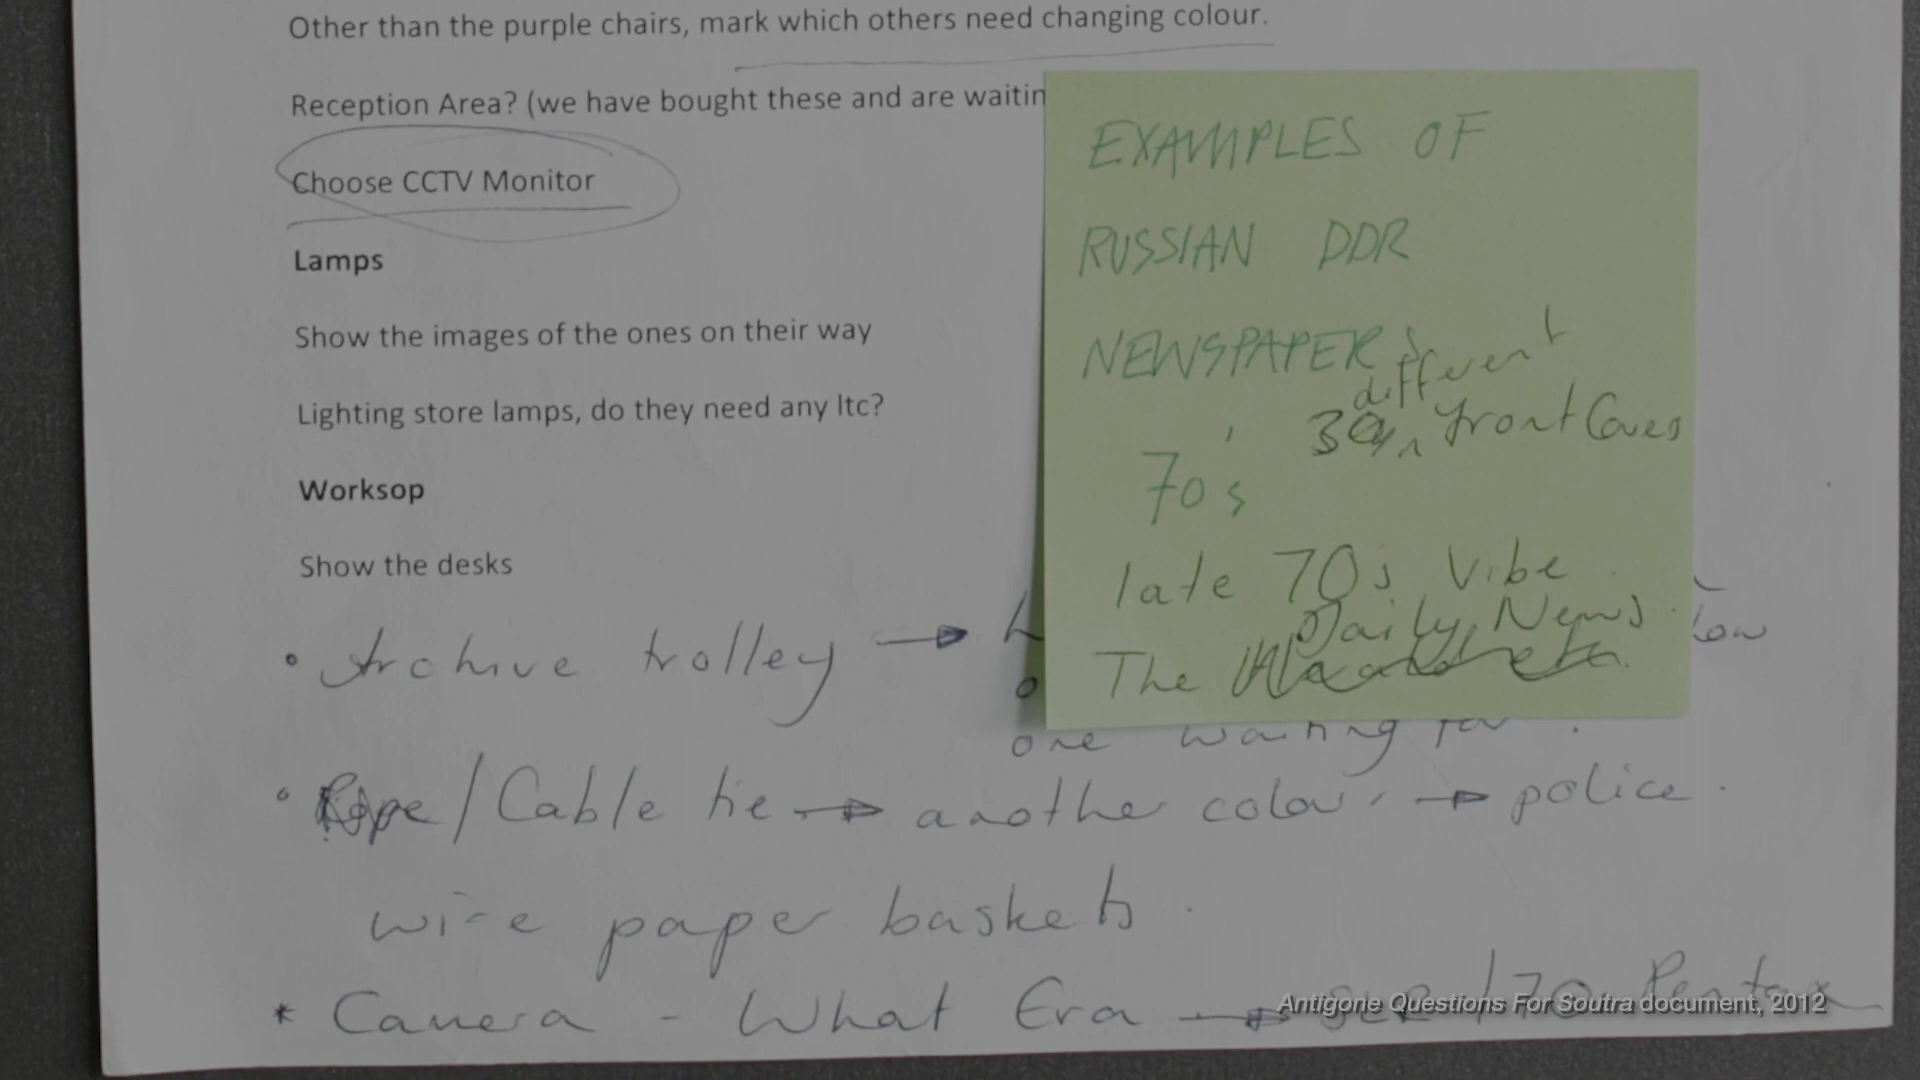 Other than the purple chairs, mark which others need changing colour.
Reception Area? (we have bought these and are waitin
Choose CCTV Monitor
Lamps
Show the images of the ones on their way
Lighting store lamps, do they need any ltc?
Worksop
Show the desks
• Archive trolley →
one waiting for.
• Rope / Cable tie → another colour → police.
wire paper baskets.
* Camera - What Era →
EXAMPLES OF
RUSSIAN DDR
NEWSPAPERS
different
front Covers
70's
late 70s Vibe
Daily News.
The
Antigone Questions For Soutra document, 2012